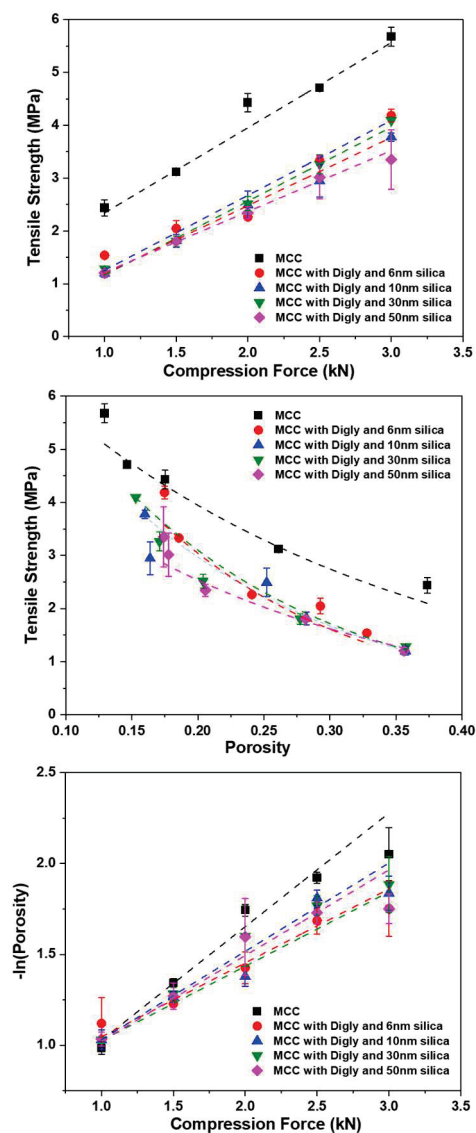 6
5
4
3
2
1
0
Tensile Strength (MPa)
MCC
MCC with Digly and 6nm silica
MCC with Digly and 10nm silica
MCC with Digly and 30nm silica
MCC with Digly and 50nm silica
1.0 1.5 2.0 2.5 3.0 3.5
Compression Force (kN)
6
5
4
3
2
1
0
Tensile Strength (MPa)
MCC
MCC with Digly and 6nm silica
MCC with Digly and 10nm silica
MCC with Digly and 30nm silica
MCC with Digly and 50nm silica
0.10 0.15 0.20 0.25 0.30 0.35 0.40
Porosity
2.5
2.0
1.5
1.0
-ln(Porosity)
MCC
MCC with Digly and 6nm silica
MCC with Digly and 10nm silica
MCC with Digly and 30nm silica
MCC with Digly and 50nm silica
1.0 1.5 2.0 2.5 3.0 3.5
Compression Force (kN)